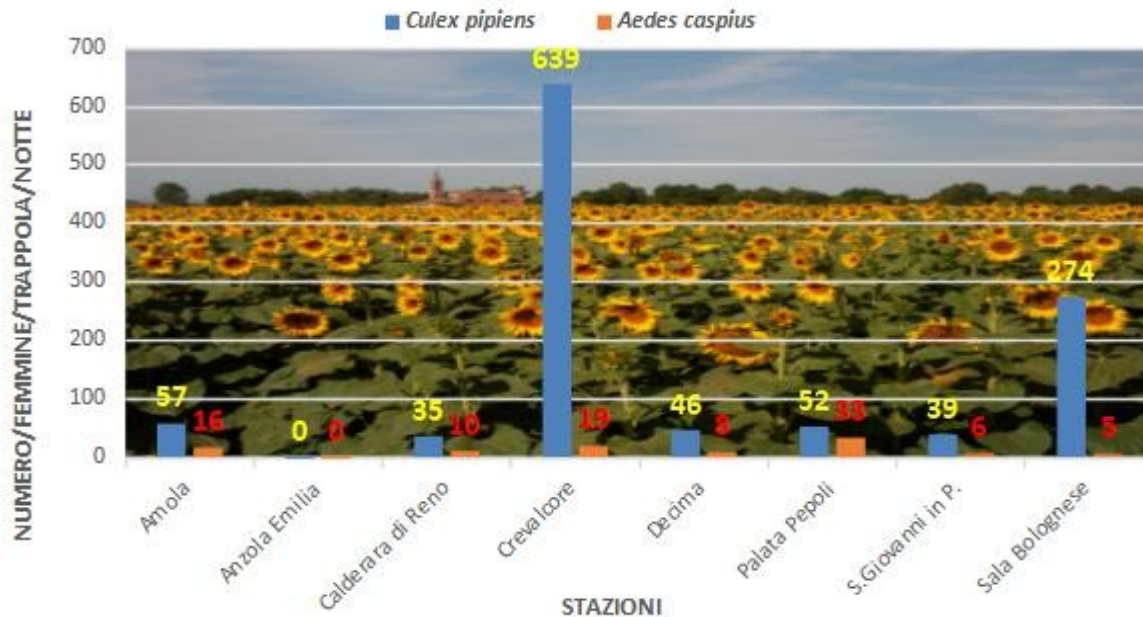 Culex pipiens Aedes caspius
NUMERO/FEMMINE/TRAPPOLA/NOTTE
700
600
500
400
300
200
100
0
57 16 0 0 35 10 639 19 46 8 52 33 39 6 274 5
Amola
Anzola Emilia
Calderara di Reno
Crevalcore
Decima
Palata Pepoli
S.Giovanni in P.
Sala Bolognese
STAZIONI